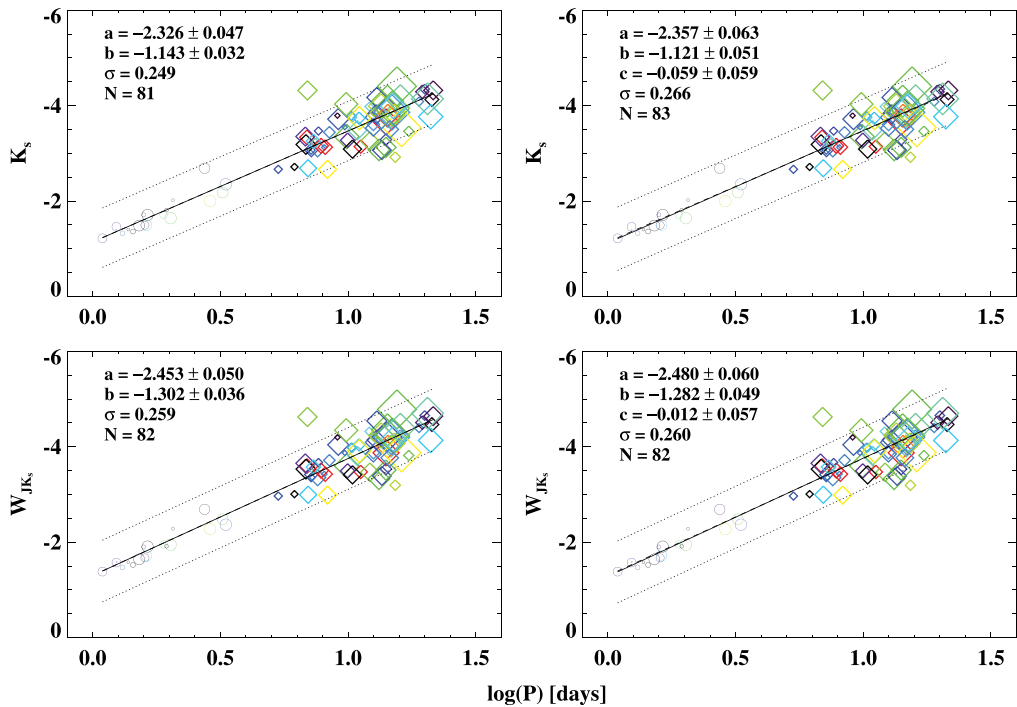 -6
-4
-2
0
Ks
a = −2.326 ± 0.047
b = −1.143 ± 0.032
σ = 0.249
N = 81
0.0 0.5 1.0 1.5
-6
-4
-2
0
Ks
a = −2.357 ± 0.063
b = −1.121 ± 0.051
c = −0.059 ± 0.059
σ = 0.266
N = 83
0.0 0.5 1.0 1.5
-6
-4
-2
0
WJKs
a = −2.453 ± 0.050
b = −1.302 ± 0.036
σ = 0.259
N = 82
0.0 0.5 1.0 1.5
-6
-4
-2
0
WJKs
a = −2.480 ± 0.060
b = −1.282 ± 0.049
c = −0.012 ± 0.057
σ = 0.260
N = 82
0.0 0.5 1.0 1.5
log(P) [days]